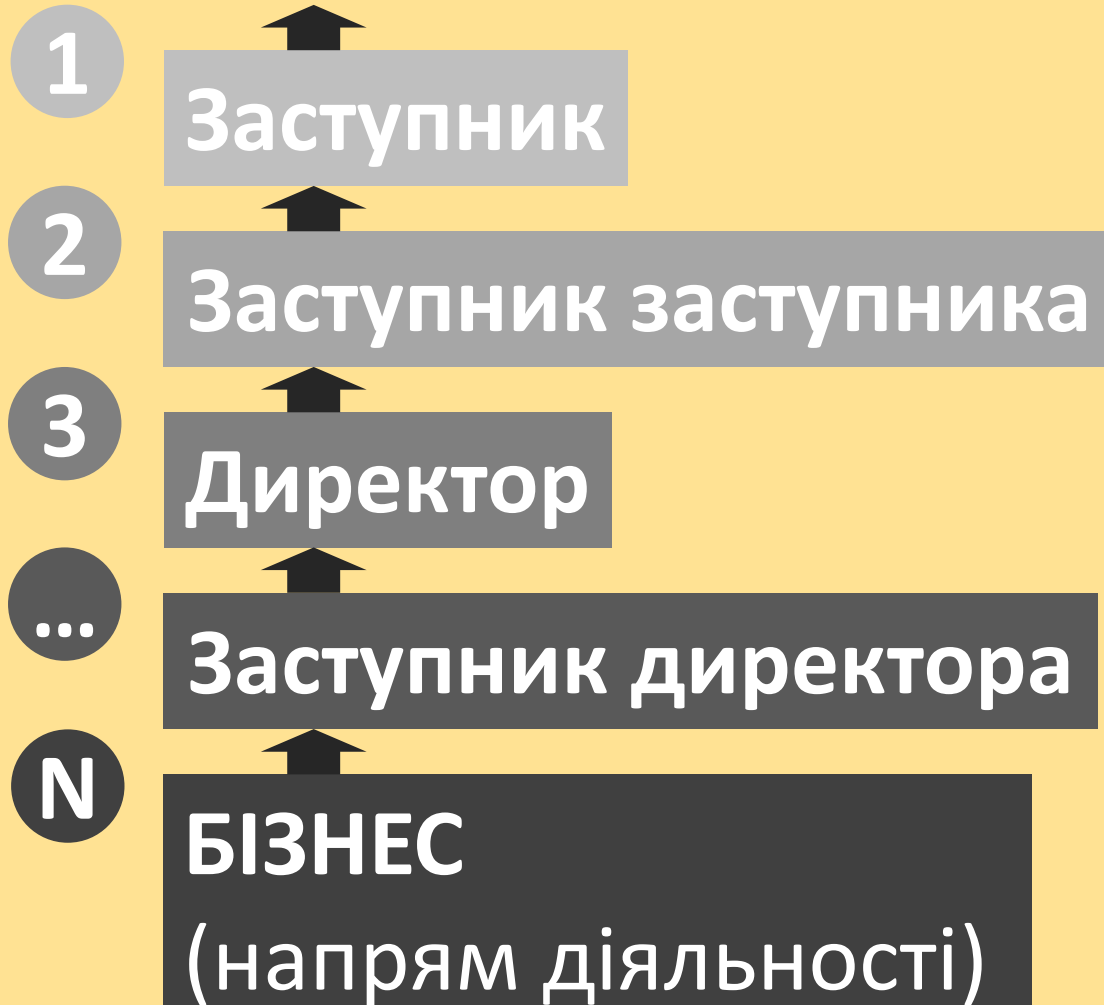 1
Заступник
2
Заступник заступника
3
Директор
...
Заступник директора
N
БІЗНЕС
(напрям діяльності)